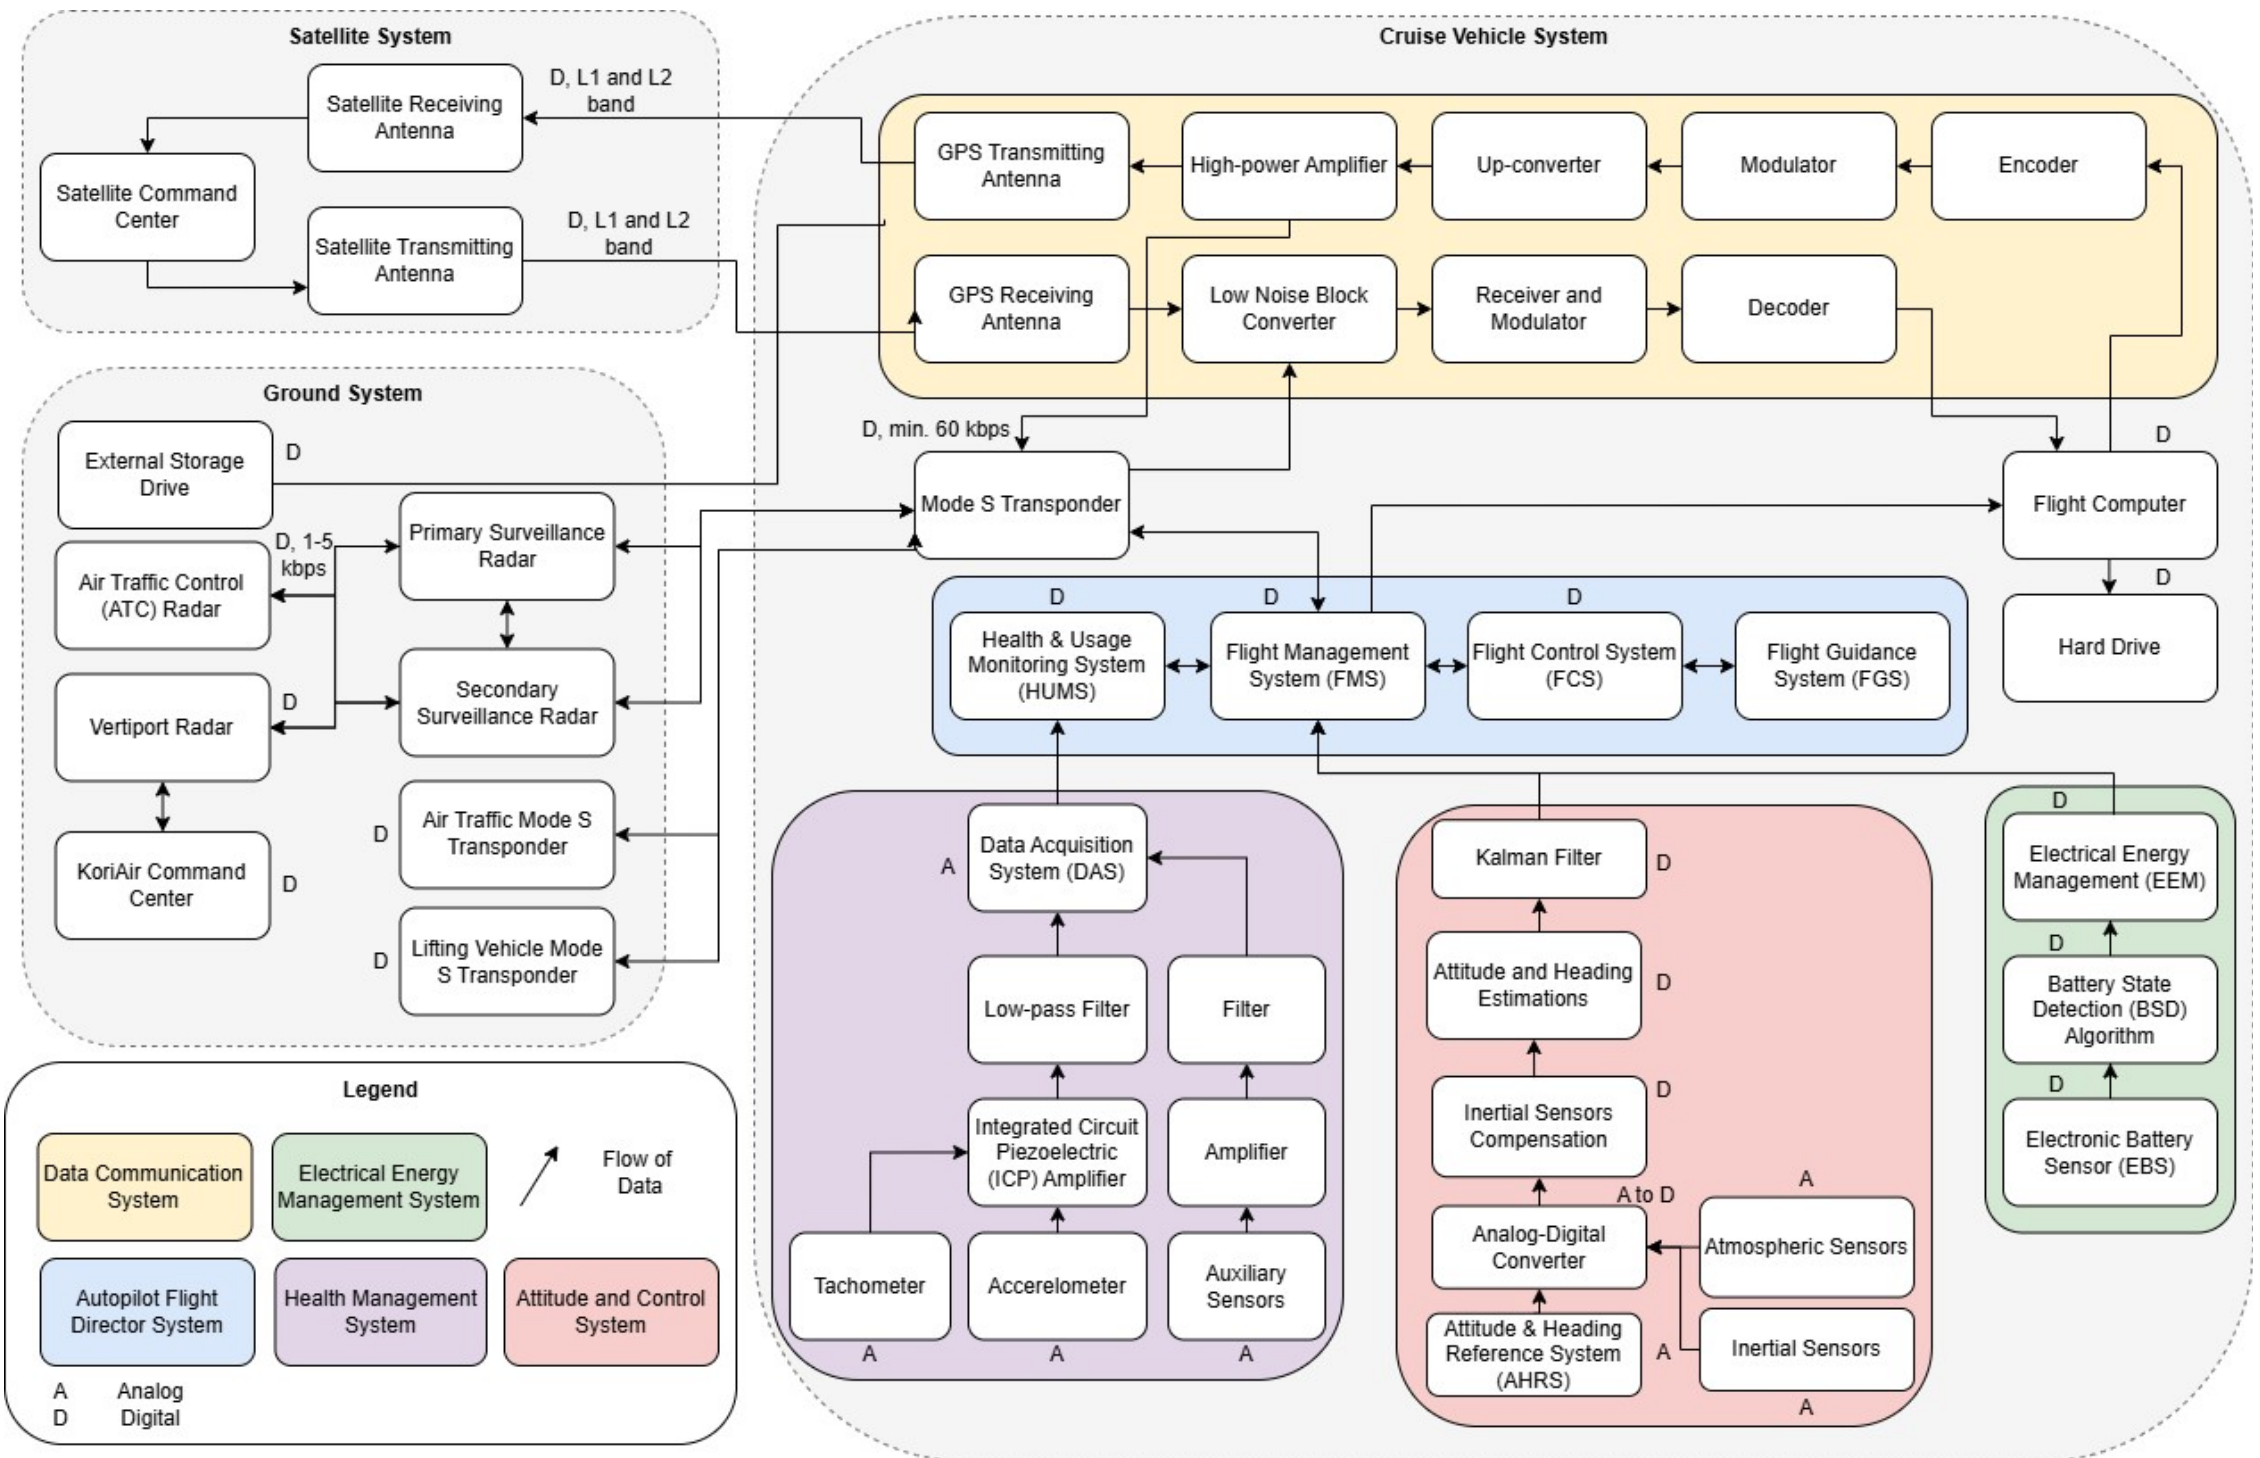 Satellite System
Satellite Receiving
Antenna
D, L1 and L2
band
Satellite Command
Center
Satellite Transmitting
Antenna
D, L1 and L2
band
Cruise Vehicle System
GPS Transmitting
Antenna
High-power Amplifier
Up-converter
Modulator
Encoder
GPS Receiving
Antenna
Low Noise Block
Converter
Receiver and
Modulator
Decoder
Ground System
External Storage
Drive
D
Primary Surveillance
Radar
D, 1-5
kbps
Air Traffic Control
(ATC) Radar
Secondary
Surveillance Radar
Vertiport Radar
D
Air Traffic Mode S
Transponder
D
KoriAir Command
Center
D
Lifting Vehicle Mode
S Transponder
D
D, min. 60 kbps
Mode S Transponder
D
Flight Computer
D
Hard Drive
D
Health & Usage
Monitoring System
(HUMS)
D
Flight Management
System (FMS)
D
Flight Control System
(FCS)
Flight Guidance
System (FGS)
A
Data Acquisition
System (DAS)
Low-pass Filter
Filter
Integrated Circuit
Piezoelectric
(ICP) Amplifier
Amplifier
Tachometer
Accerelometer
Auxiliary
Sensors
A
A
A
Kalman Filter
D
Attitude and Heading
Estimations
D
Inertial Sensors
Compensation
D
A to D
Analog-Digital
Converter
A
Atmospheric Sensors
Attitude & Heading
Reference System
(AHRS)
A
Inertial Sensors
A
D
Electrical Energy
Management (EEM)
D
Battery State
Detection (BSD)
Algorithm
D
Electronic Battery
Sensor (EBS)
Legend
Data Communication
System
Electrical Energy
Management System
Flow of
Data
Autopilot Flight
Director System
Health Management
System
Attitude and Control
System
A Analog
D Digital